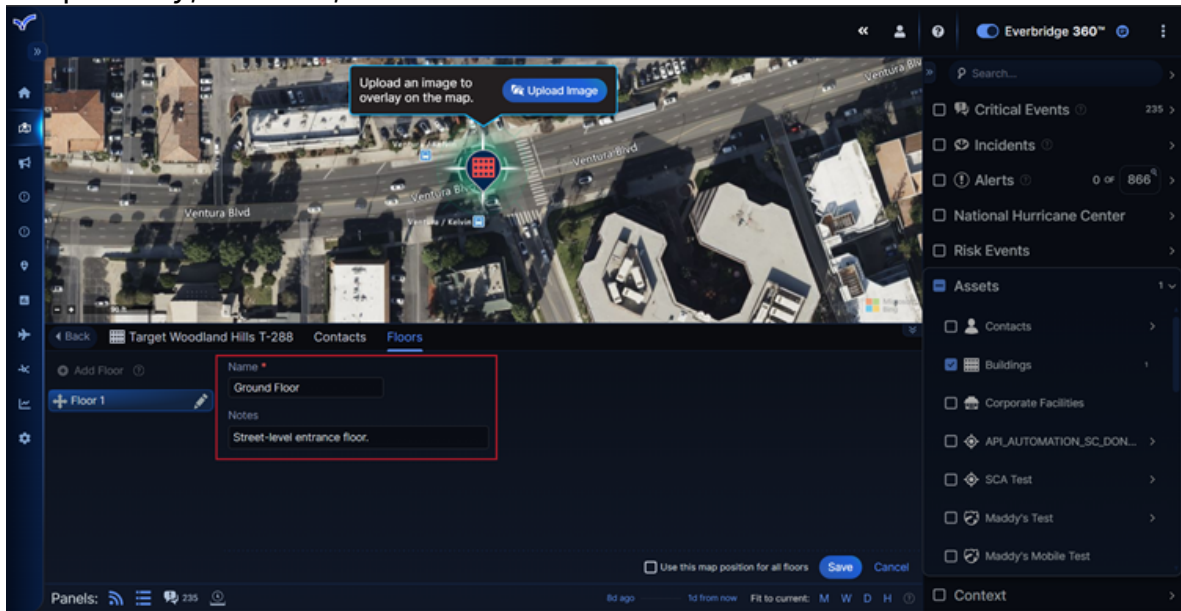 Everbridge 360™
Upload an image to
overlay on the map.
Upload Image
Search...
Critical Events
235
Incidents
Alerts
0 OF 866
National Hurricane Center
Risk Events
Assets
1
Contacts
Buildings
1
Corporate Facilities
API_AUTOMATION_SC_DON...
SCA Test
Maddy's Test
Maddy's Mobile Test
Context
Ventura Blvd
Ventura Blvd
Ventura / Kelvin
Back
Target Woodland Hills T-288
Contacts
Floors
Add Floor
Floor 1
Name *
Ground Floor
Notes
Street-level entrance floor.
Use this map position for all floors
Save
Cancel
Panels:
235
8d ago
1d from now
Fit to current:
M W D H